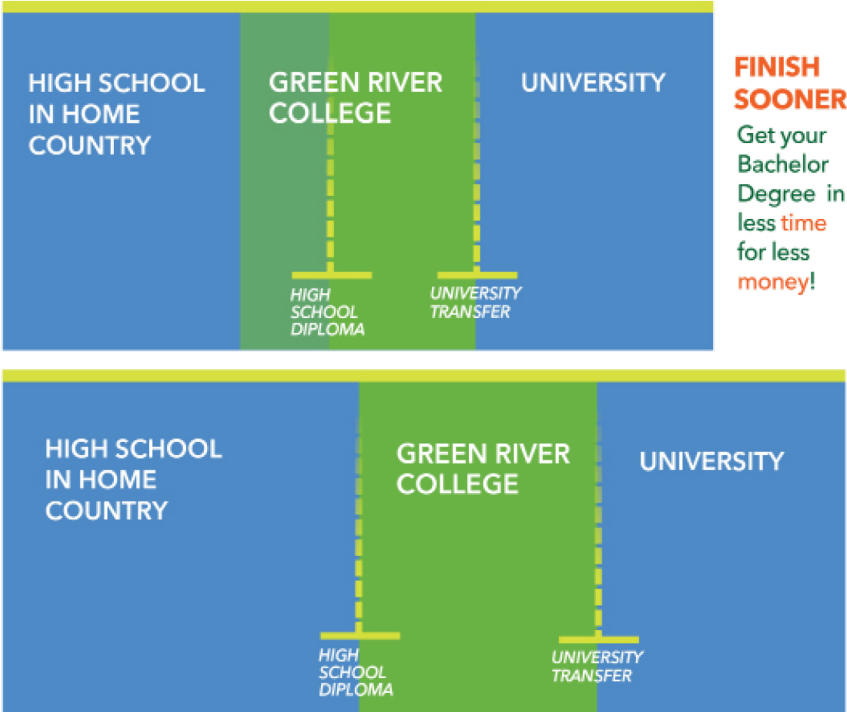 HIGH SCHOOL
IN HOME
COUNTRY
GREEN RIVER
COLLEGE
UNIVERSITY
HIGH
SCHOOL
DIPLOMA
UNIVERSITY
TRANSFER
FINISH
SOONER
Get your
Bachelor
Degree in
less time
for less
money!
HIGH SCHOOL
IN HOME
COUNTRY
GREEN RIVER
COLLEGE
UNIVERSITY
HIGH
SCHOOL
DIPLOMA
UNIVERSITY
TRANSFER